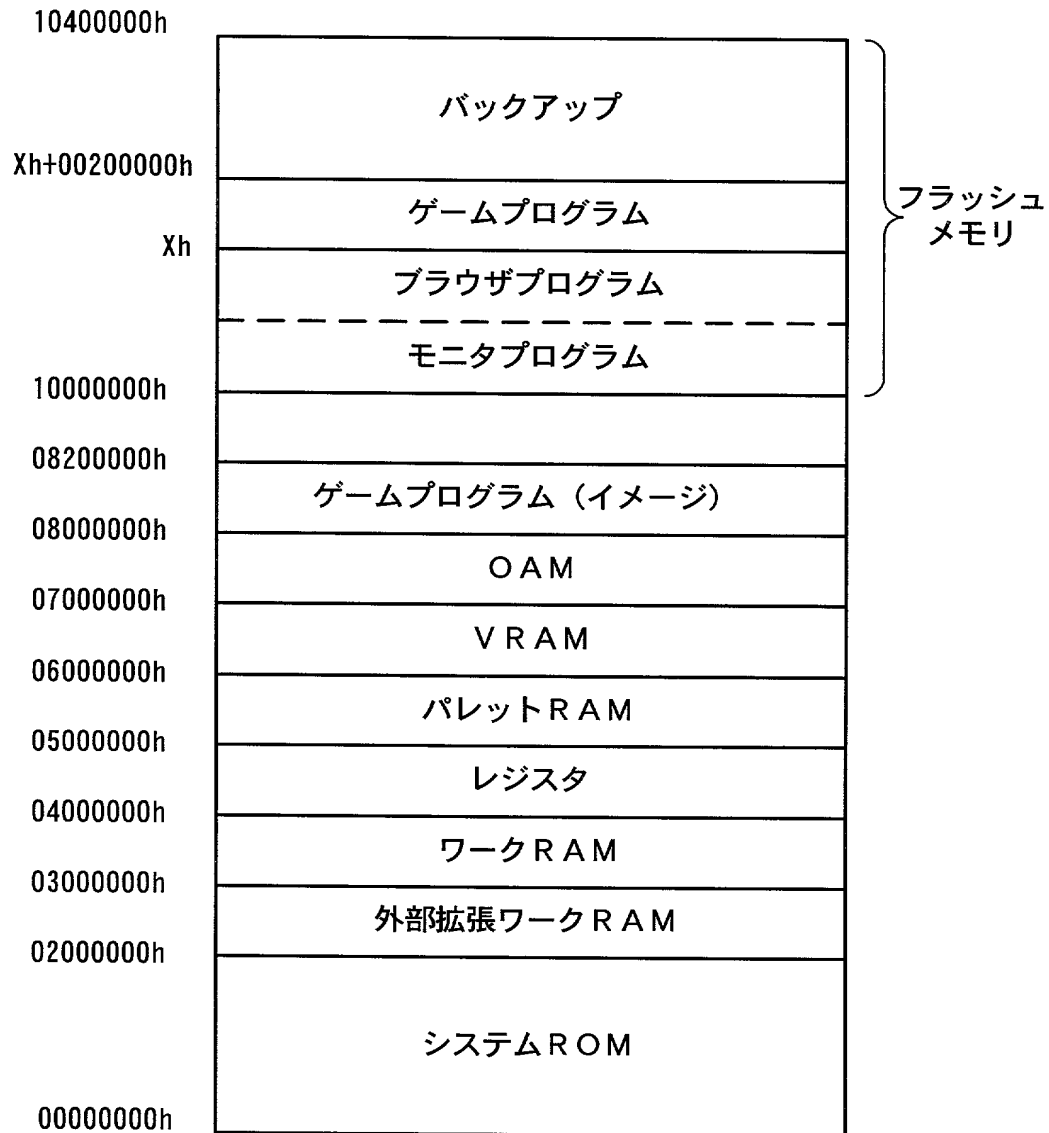 10400000h
バックアップ
Xh+00200000h
ゲームプログラム
フラッシュ
メモリ
Xh
ブラウザプログラム
モニタプログラム
10000000h
08200000h
ゲームプログラム（イメージ）
08000000h
ＯＡＭ
07000000h
ＶＲＡＭ
06000000h
パレットＲＡＭ
05000000h
レジスタ
04000000h
ワークＲＡＭ
03000000h
外部拡張ワークＲＡＭ
02000000h
システムＲＯＭ
00000000h